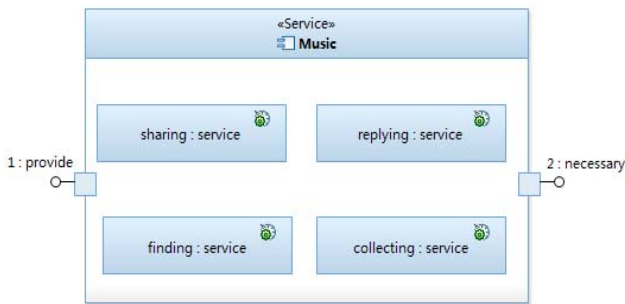 «Service»
Music
sharing : service
replying : service
1 : provide
2 : necessary
finding : service
collecting : service